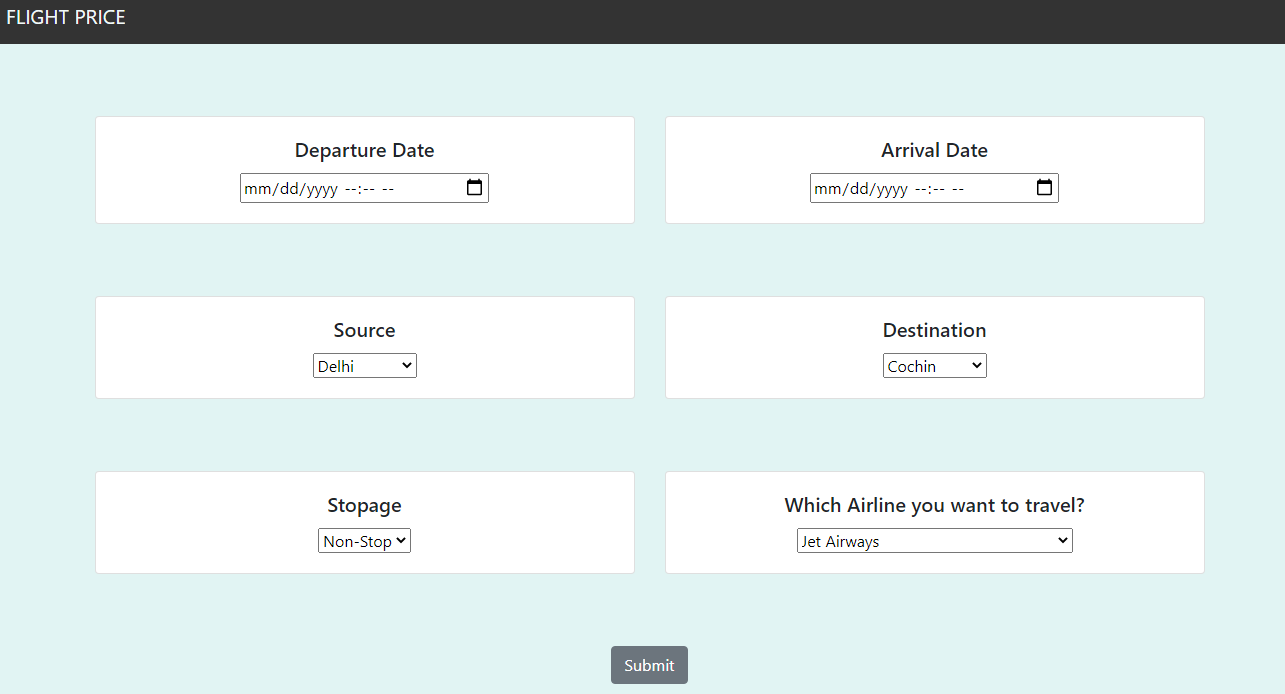 FLIGHT PRICE
Departure Date
mm/dd/yyyy --:-- --
Arrival Date
mm/dd/yyyy --:-- --
Source
Delhi
Destination
Cochin
Stopage
Non-Stop
Which Airline you want to travel?
Jet Airways
Submit